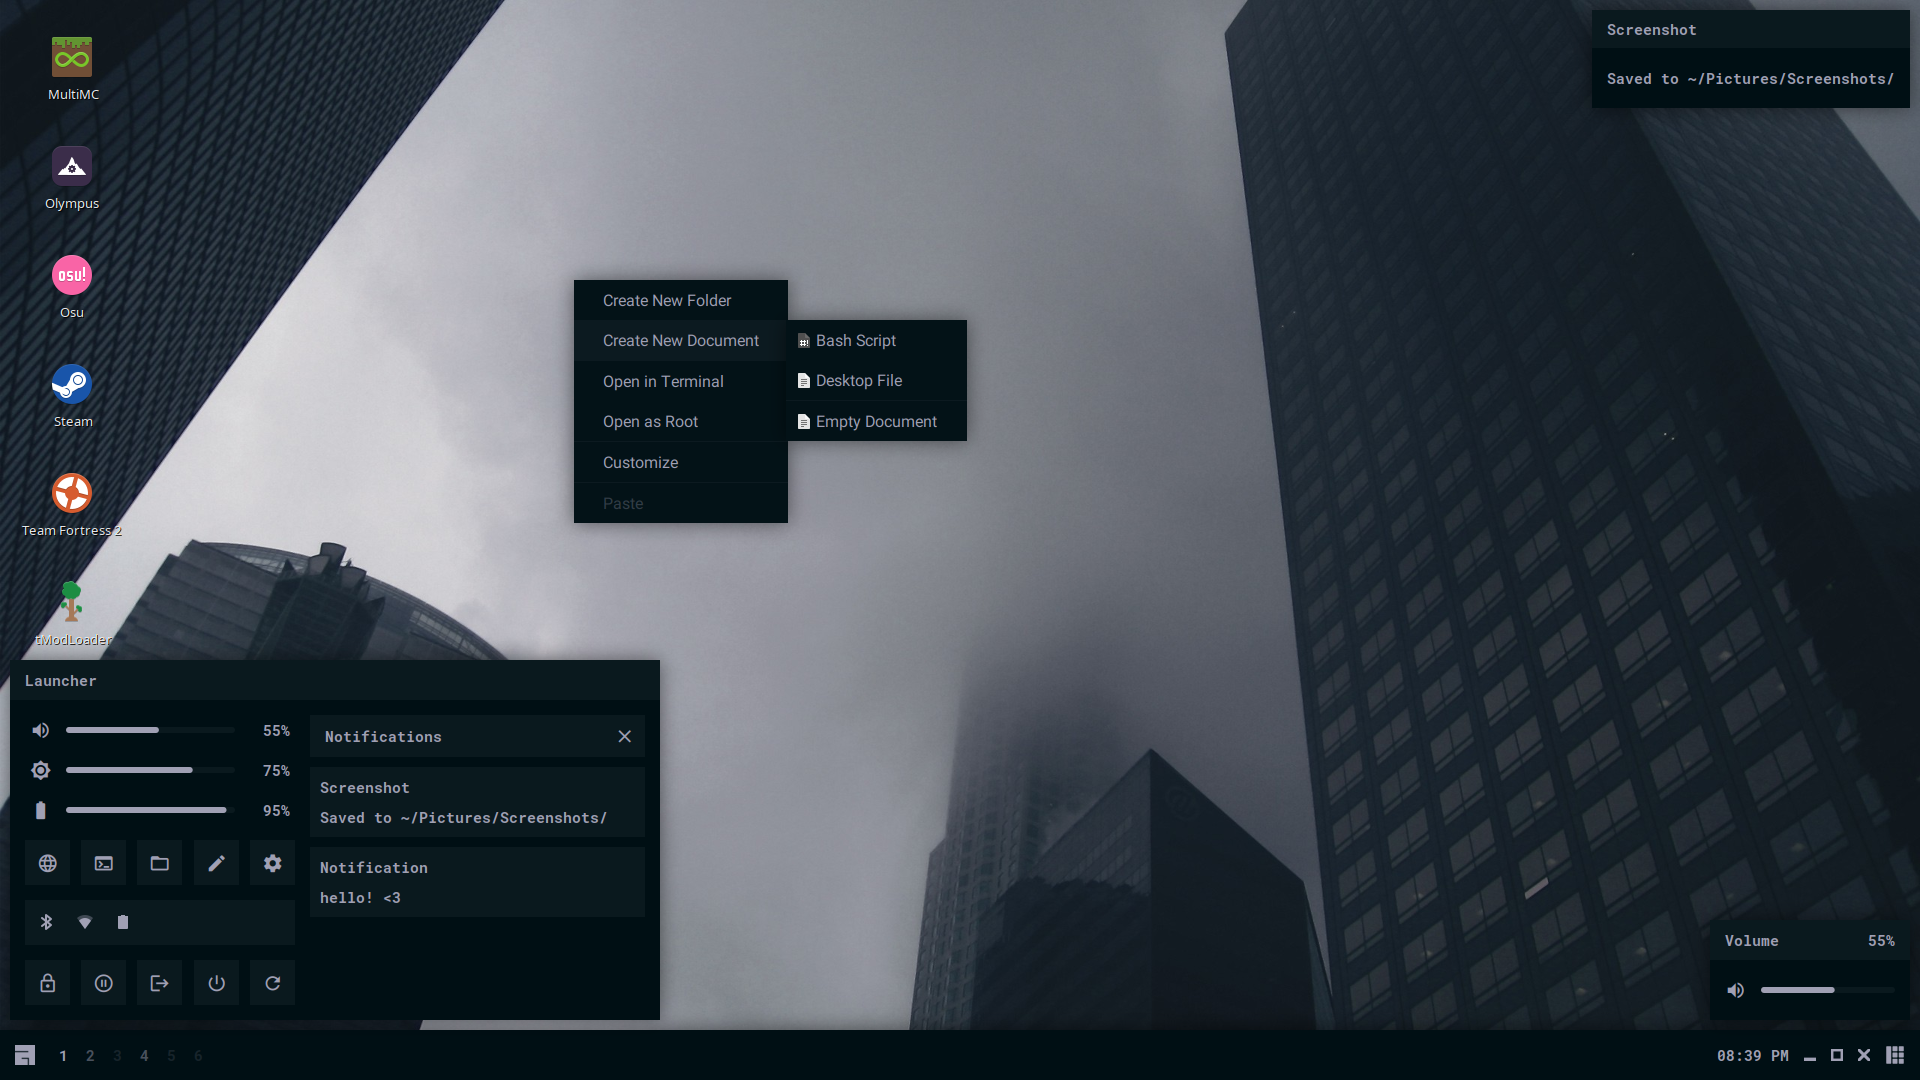 MultiMC
Olympus
osu!
Osu
Steam
Team Fortress 2
tModLoader
Screenshot
Saved to ~/Pictures/Screenshots/
Create New Folder
Create New Document
Open in Terminal
Open as Root
Customize
Paste
Bash Script
Desktop File
Empty Document
Launcher
55%
75%
95%
Notifications
Screenshot
Saved to ~/Pictures/Screenshots/
Notification
hello! <3
Volume 55%
1 2 3 4 5 6
08:39 PM